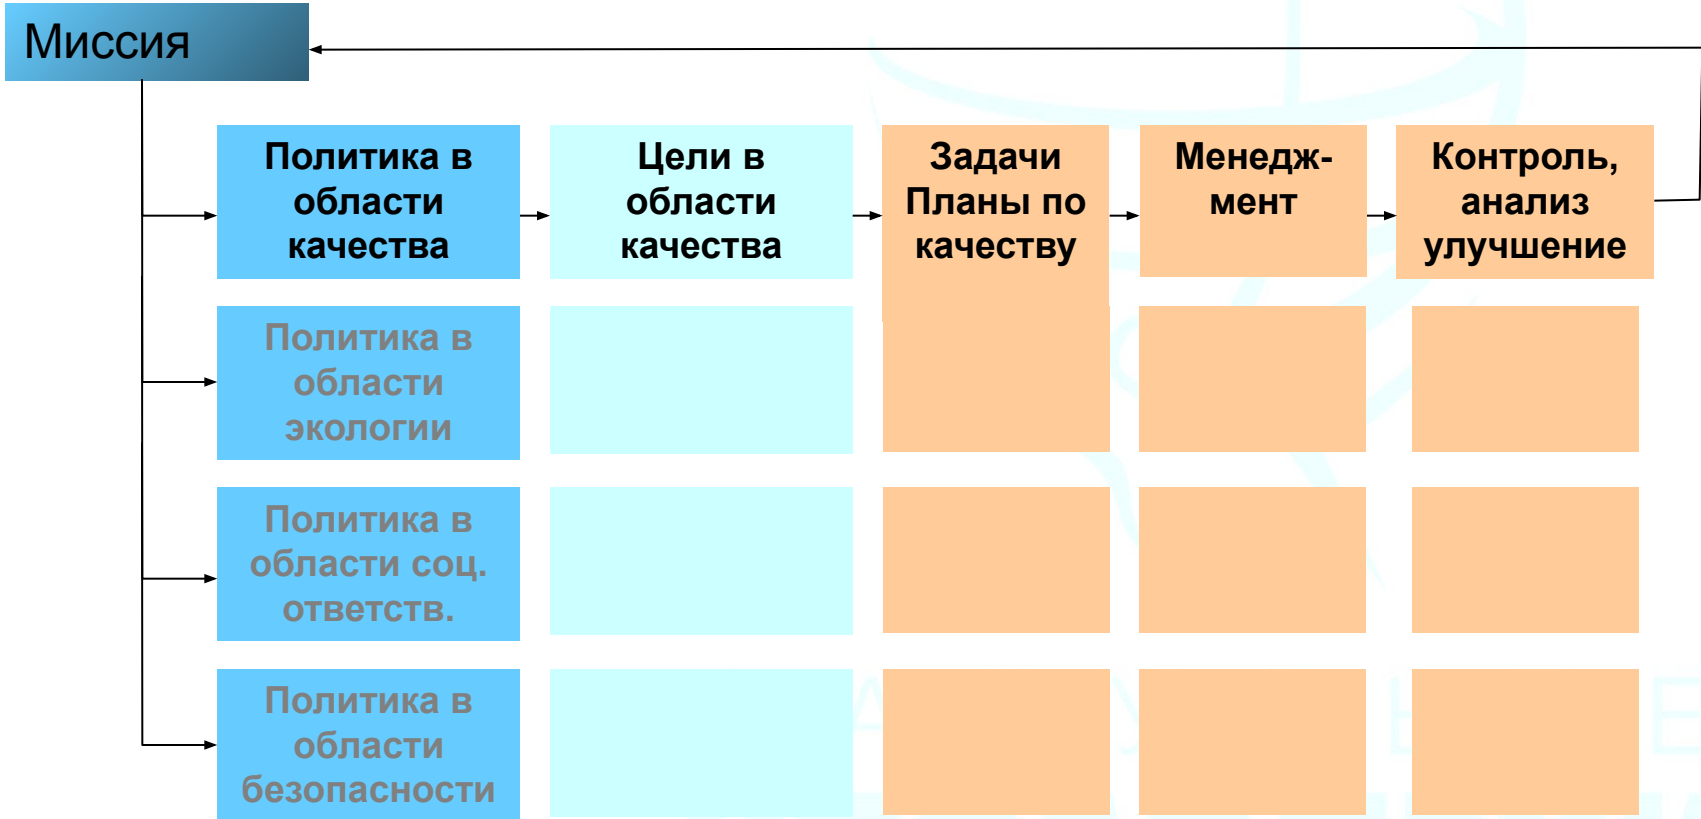 Миссия
Политика в
области
качества
Цели в
области
качества
Задачи
Планы по
качеству
Менедж-
мент
Контроль,
анализ
улучшение
Политика в
области
экологии
Политика в
области соц.
ответств.
Политика в
области
безопасности